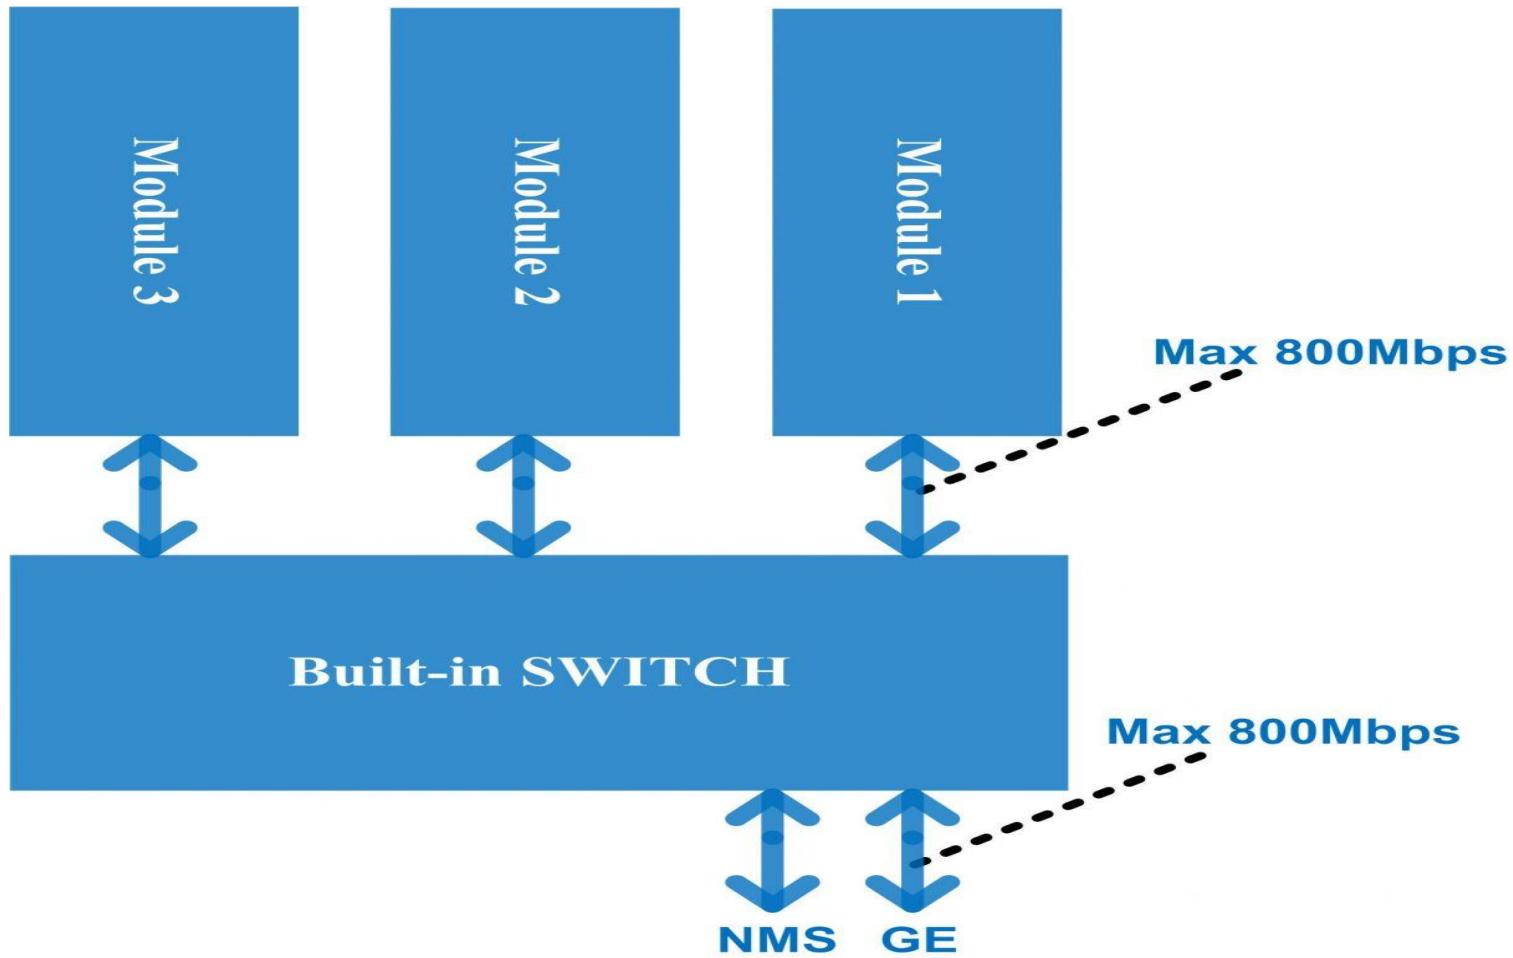 Module 3
Module 2
Module 1
Max 800Mbps
Built-in SWITCH
Max 800Mbps
NMS
GE